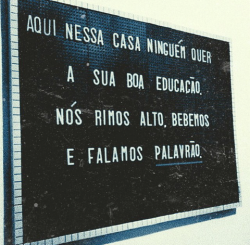 AQUI NESSA CASA NINGUÉM QUER
A SUA BOA EDUCAÇÃO.
NÓS RIMOS ALTO, BEBEMOS
E FALAMOS PALAVRÃO.